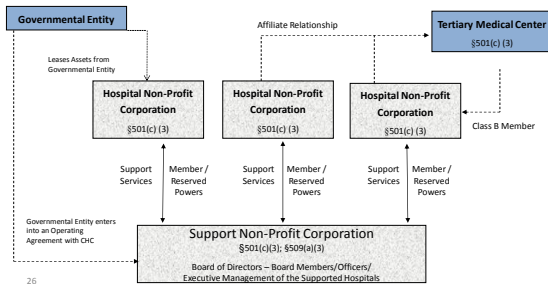 Governmental Entity
Affiliate Relationship
Tertiary Medical Center
§501(c) (3)
Leases Assets from
Governmental Entity
Hospital Non-Profit
Corporation
§501(c) (3)
Hospital Non-Profit
Corporation
§501(c) (3)
Hospital Non-Profit
Corporation
§501(c) (3)
Class B Member
Support
Services
Member /
Reserved
Powers
Support
Services
Member /
Reserved
Powers
Support
Services
Member /
Reserved
Powers
Governmental Entity enters
into an Operating
Agreement with CHC
Support Non-Profit Corporation
§501(c)(3); §509(a)(3)
Board of Directors – Board Members/Officers/
Executive Management of the Supported Hospitals
26